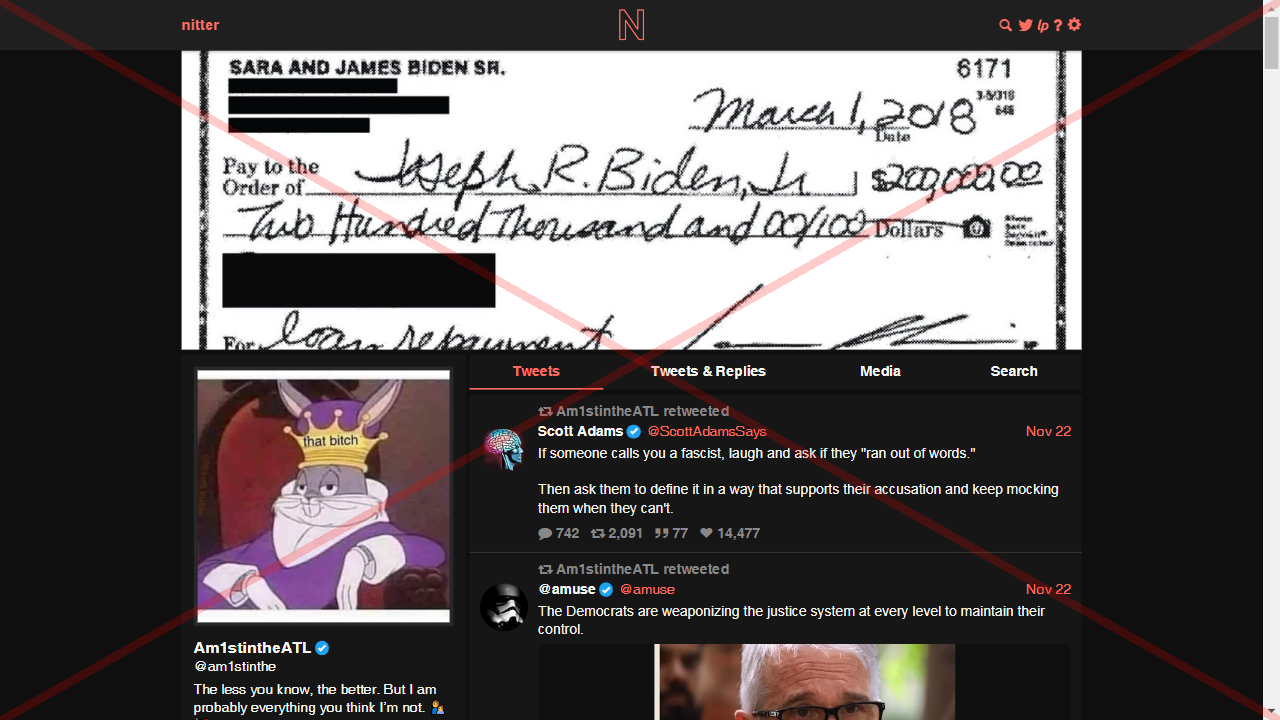 nitter
N
lp ?
SARA AND JAMES BIDEN SR.
6171
March 1, 2018
3-5/310
Date
Pay to the
Order of Joseph R. Biden, Jr $200,000.00
Two Hundred Thousand and 00/100 Dollars
For loan repayment
that bitch
Am1stintheATL
@am1stinthe
The less you know, the better. But I am
probably everything you think I'm not.
Tweets Tweets & Replies Media Search
Am1stintheATL retweeted
Scott Adams @ScottAdamsSays Nov 22
If someone calls you a fascist, laugh and ask if they "ran out of words."
Then ask them to define it in a way that supports their accusation and keep mocking
them when they can't.
742 2,091 77 14,477
Am1stintheATL retweeted
@amuse @amuse Nov 22
The Democrats are weaponizing the justice system at every level to maintain their
control.